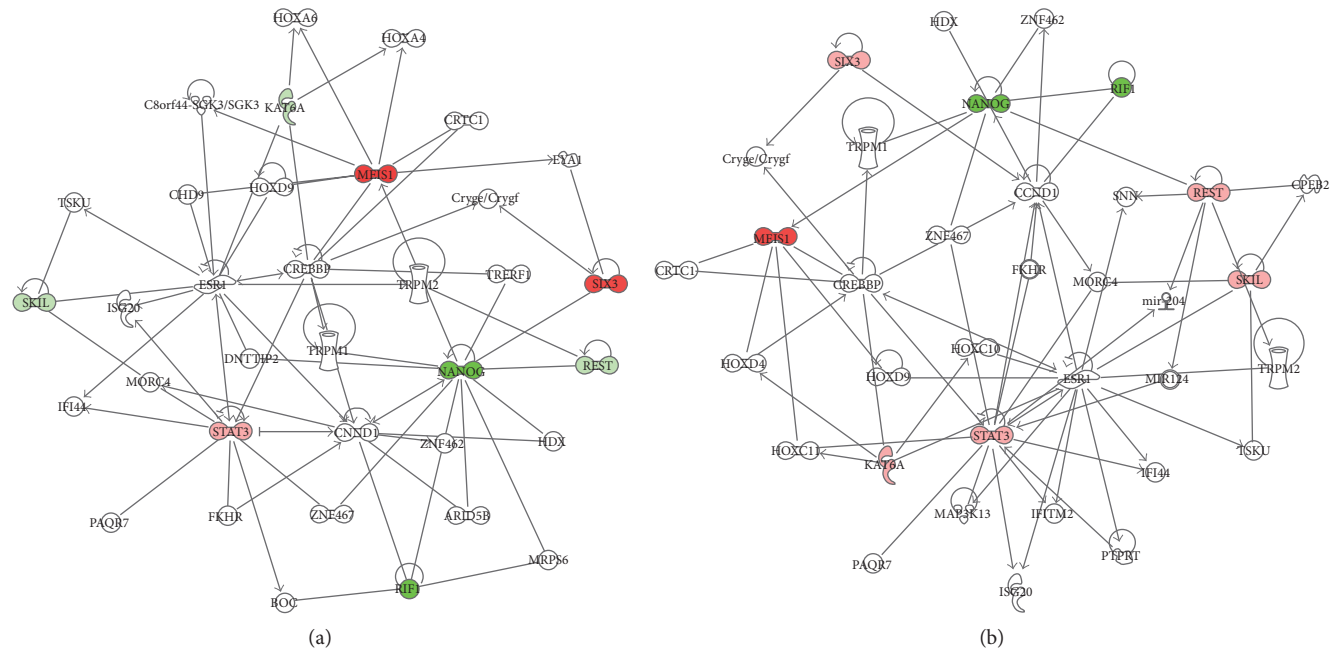 HOXA6
HOXA4
C8orf44-SGK3/SGK3
KAT6A
CRTC1
EYA1
MEIS1
CHD9
HOXD9
TSKU
Cryge/Crygf
CREBBP
TRERF1
ESR1
TRPM2
SIX3
SKIL
ISG20
TRPM1
DNTTIP2
NANOG
REST
MORC4
IFI44
STAT3
CNND1
ZNF462
HDX
PAQR7
FKHR
ZNF467
ARID5B
MRPS6
RIF1
BOC
(a)
HDX
ZNF462
SIX3
RIF1
NANOG
TRPM1
Cryge/Crygf
CCND1
SNN
REST
CPEB2
MEIS1
ZNF467
CRTC1
FKHR
CREBBP
MORC4
SKIL
mir-204
HOXC10
HOXD4
HOXD9
ESR1
MIR124
TRPM2
STAT3
HOXC11
KAT6A
TSKU
IFI44
MAP3K13
IFITM2
PAQR7
PTPRT
ISG20
(b)